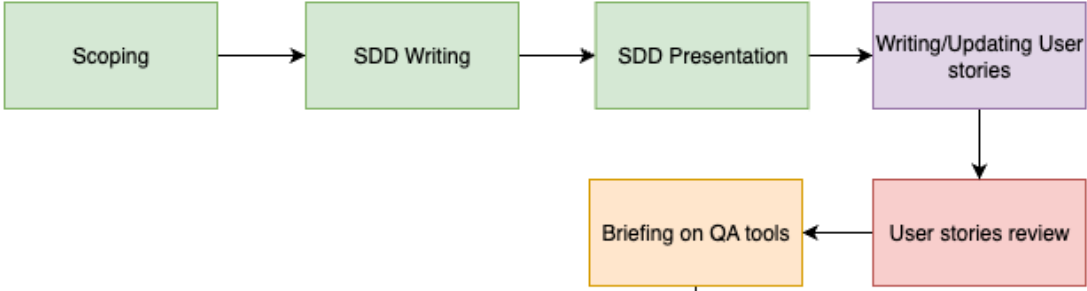 Scoping
SDD Writing
SDD Presentation
Writing/Updating User
stories
Briefing on QA tools
User stories review